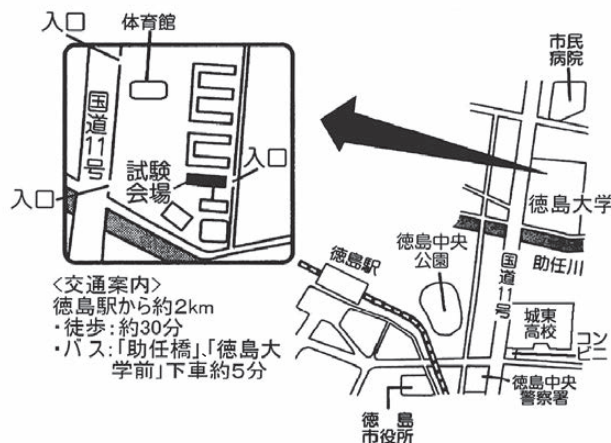 入口
体育館
国道11号
試験
会場
入口
入口
<交通案内>
徳島駅から約2km
・徒歩:約30分
・バス:「助任橋」、「徳島大
学前」下車約5分
市民
病院
徳島大学
助任川
徳島中央
公園
国道11号
徳島駅
城東
高校
コン
ビニ
徳島中央
警察署
徳島
市役所